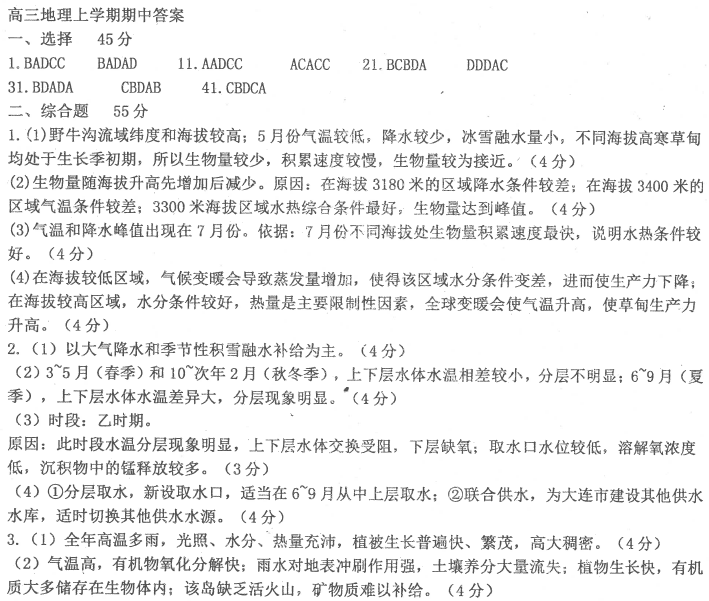 高三地理上学期期中答案
一、选择 45分
1.BADCC BADAD 11.AADCC ACACC 21.BCBDA DDDAC
31.BDADA CBDAB 41.CBDCA
二、综合题 55分
1.(1)野牛沟流域纬度和海拔较高；5月份气温较低，降水较少，冰雪融水量小，不同海拔高寒草甸
均处于生长季初期，所以生物量较少，积累速度较慢，生物量较为接近。（4分）
(2)生物量随海拔升高先增加后减少。原因：在海拔3180米的区域降水条件较差；在海拔3400米的
区域气温条件较差；3300米海拔区域水热综合条件最好，生物量达到峰值。（4分）
(3)气温和降水峰值出现在7月份。依据：7月份不同海拔处生物量积累速度最快，说明水热条件较
好。（4分）
(4)在海拔较低区域，气候变暖会导致蒸发量增加，使得该区域水分条件变差，进而使生产力下降；
在海拔较高区域，水分条件较好，热量是主要限制性因素，全球变暖会使气温升高，使草甸生产力
升高。（4分）
2.（1）以大气降水和季节性积雪融水补给为主。（4分）
（2）3~5月（春季）和10~次年2月（秋冬季），上下层水体水温相差较小，分层不明显；6~9月（夏
季），上下层水体水温差异大，分层现象明显。（4分）
（3）时段：乙时期。
原因：此时段水温分层现象明显，上下层水体交换受阻，下层缺氧；取水口水位较低，溶解氧浓度
低，沉积物中的锰释放较多。（3分）
（4）①分层取水，新设取水口，适当在6~9月从中上层取水；②联合供水，为大连市建设其他供水
水库，适时切换其他供水水源。（4分）
3.（1）全年高温多雨，光照、水分、热量充沛，植被生长普遍快、繁茂，高大稠密。（4分）
（2）气温高，有机物氧化分解快；雨水对地表冲刷作用强，土壤养分大量流失；植物生长快，有机
质大多储存在生物体内；该岛缺乏活火山，矿物质难以补给。（4分）